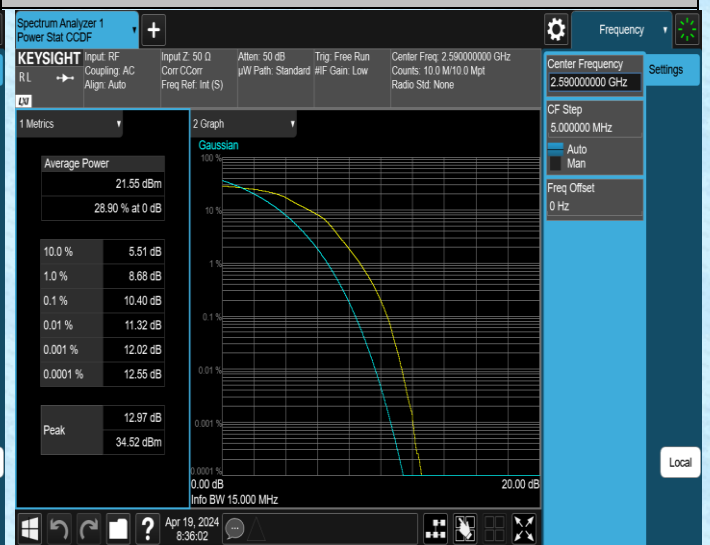 Spectrum Analyzer 1
Power Stat CCDF
Frequency
KEYSIGHT
RL
LXI
Input: RF
Coupling: AC
Align: Auto
Input Z: 50 Ω
Corr CCorr
Freq Ref: Int (S)
Atten: 50 dB
µW Path: Standard
Trig: Free Run
#IF Gain: Low
Center Freq: 2.590000000 GHz
Counts: 10.0 M/10.0 Mpt
Radio Std: None
Center Frequency
2.590000000 GHz
Settings
CF Step
5.000000 MHz
Auto
Man
Freq Offset
0 Hz
1 Metrics
Average Power
21.55 dBm
28.90 % at 0 dB
10.0 % 5.51 dB
1.0 % 8.68 dB
0.1 % 10.40 dB
0.01 % 11.32 dB
0.001 % 12.02 dB
0.0001 % 12.55 dB
Peak
12.97 dB
34.52 dBm
2 Graph
Gaussian
100 %
10 %
1 %
0.1 %
0.01 %
0.001 %
0.0001 %
0.00 dB 20.00 dB
Info BW 15.000 MHz
Local
?
Apr 19, 2024
8:36:02